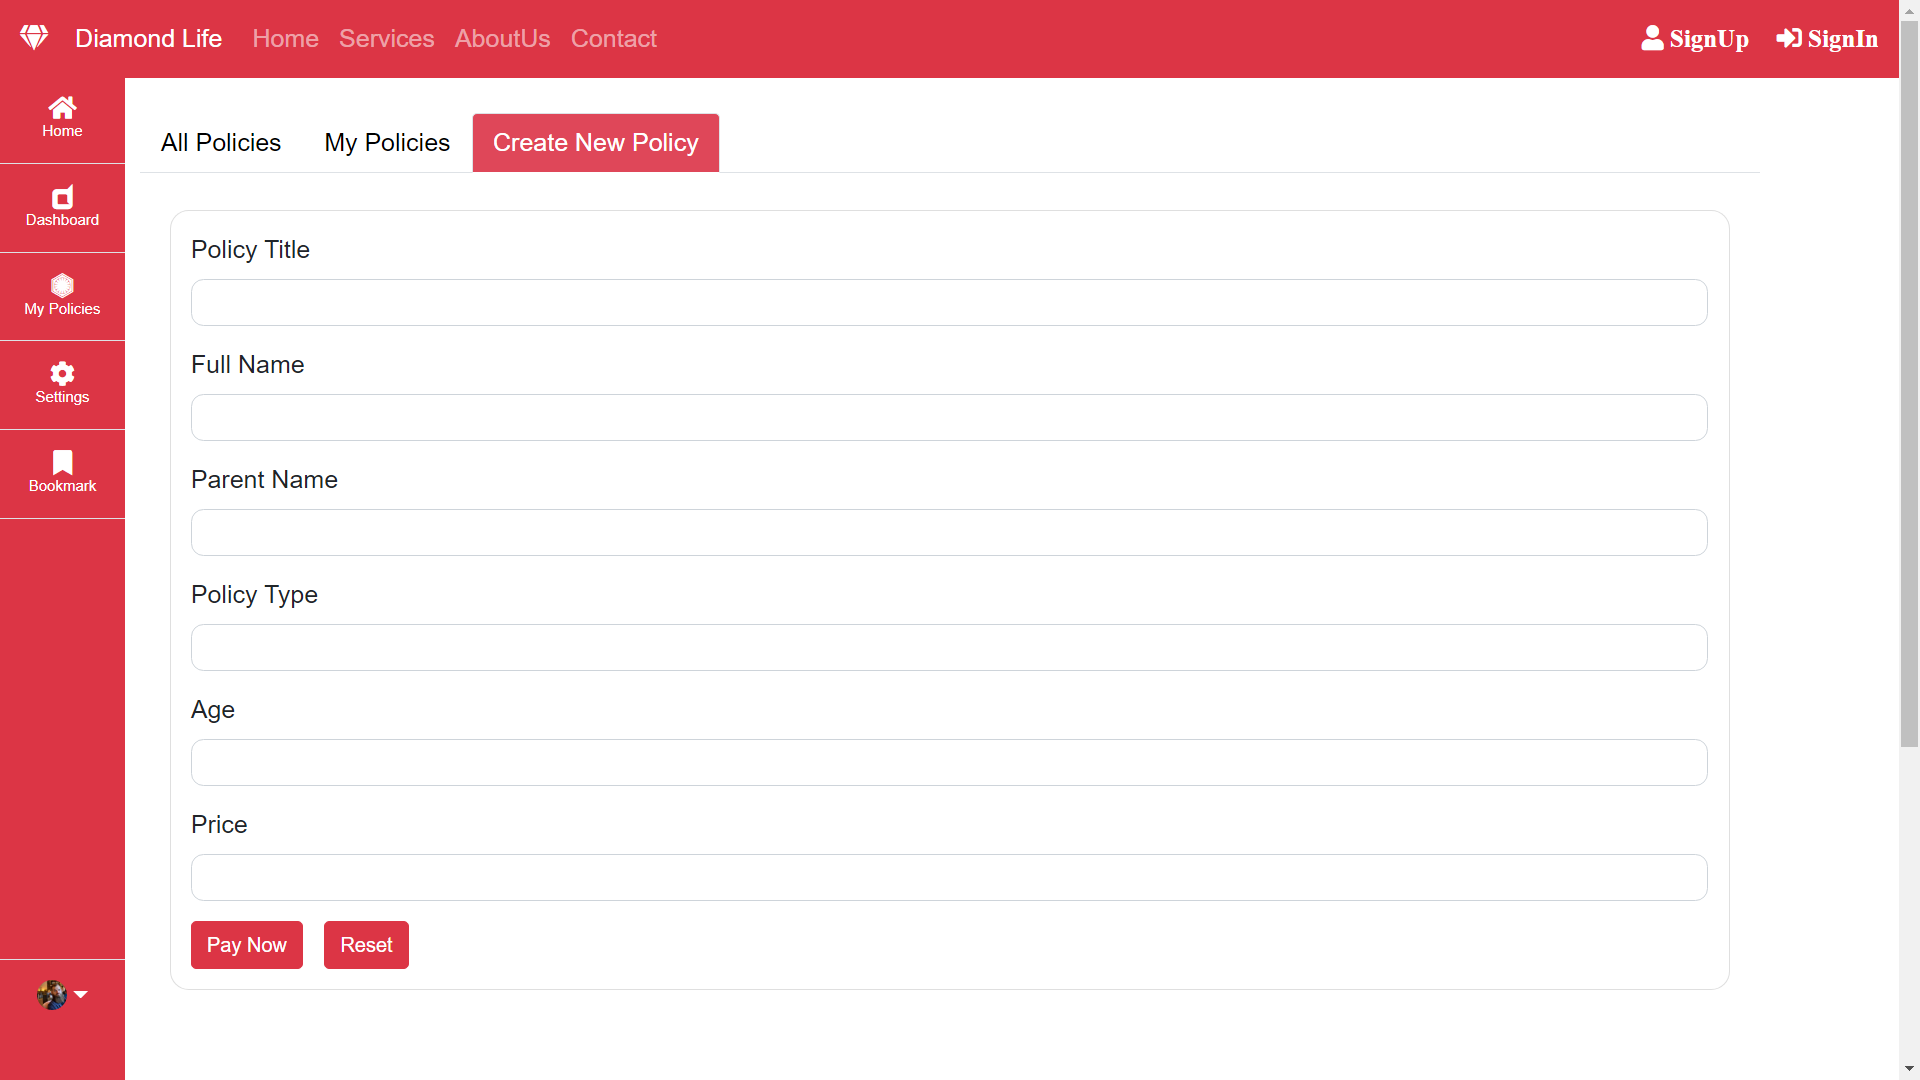 Diamond Life Home Services AboutUs Contact SignUp SignIn
Home
Dashboard
My Policies
Settings
Bookmark
All Policies My Policies Create New Policy
Policy Title
Full Name
Parent Name
Policy Type
Age
Price
Pay Now Reset